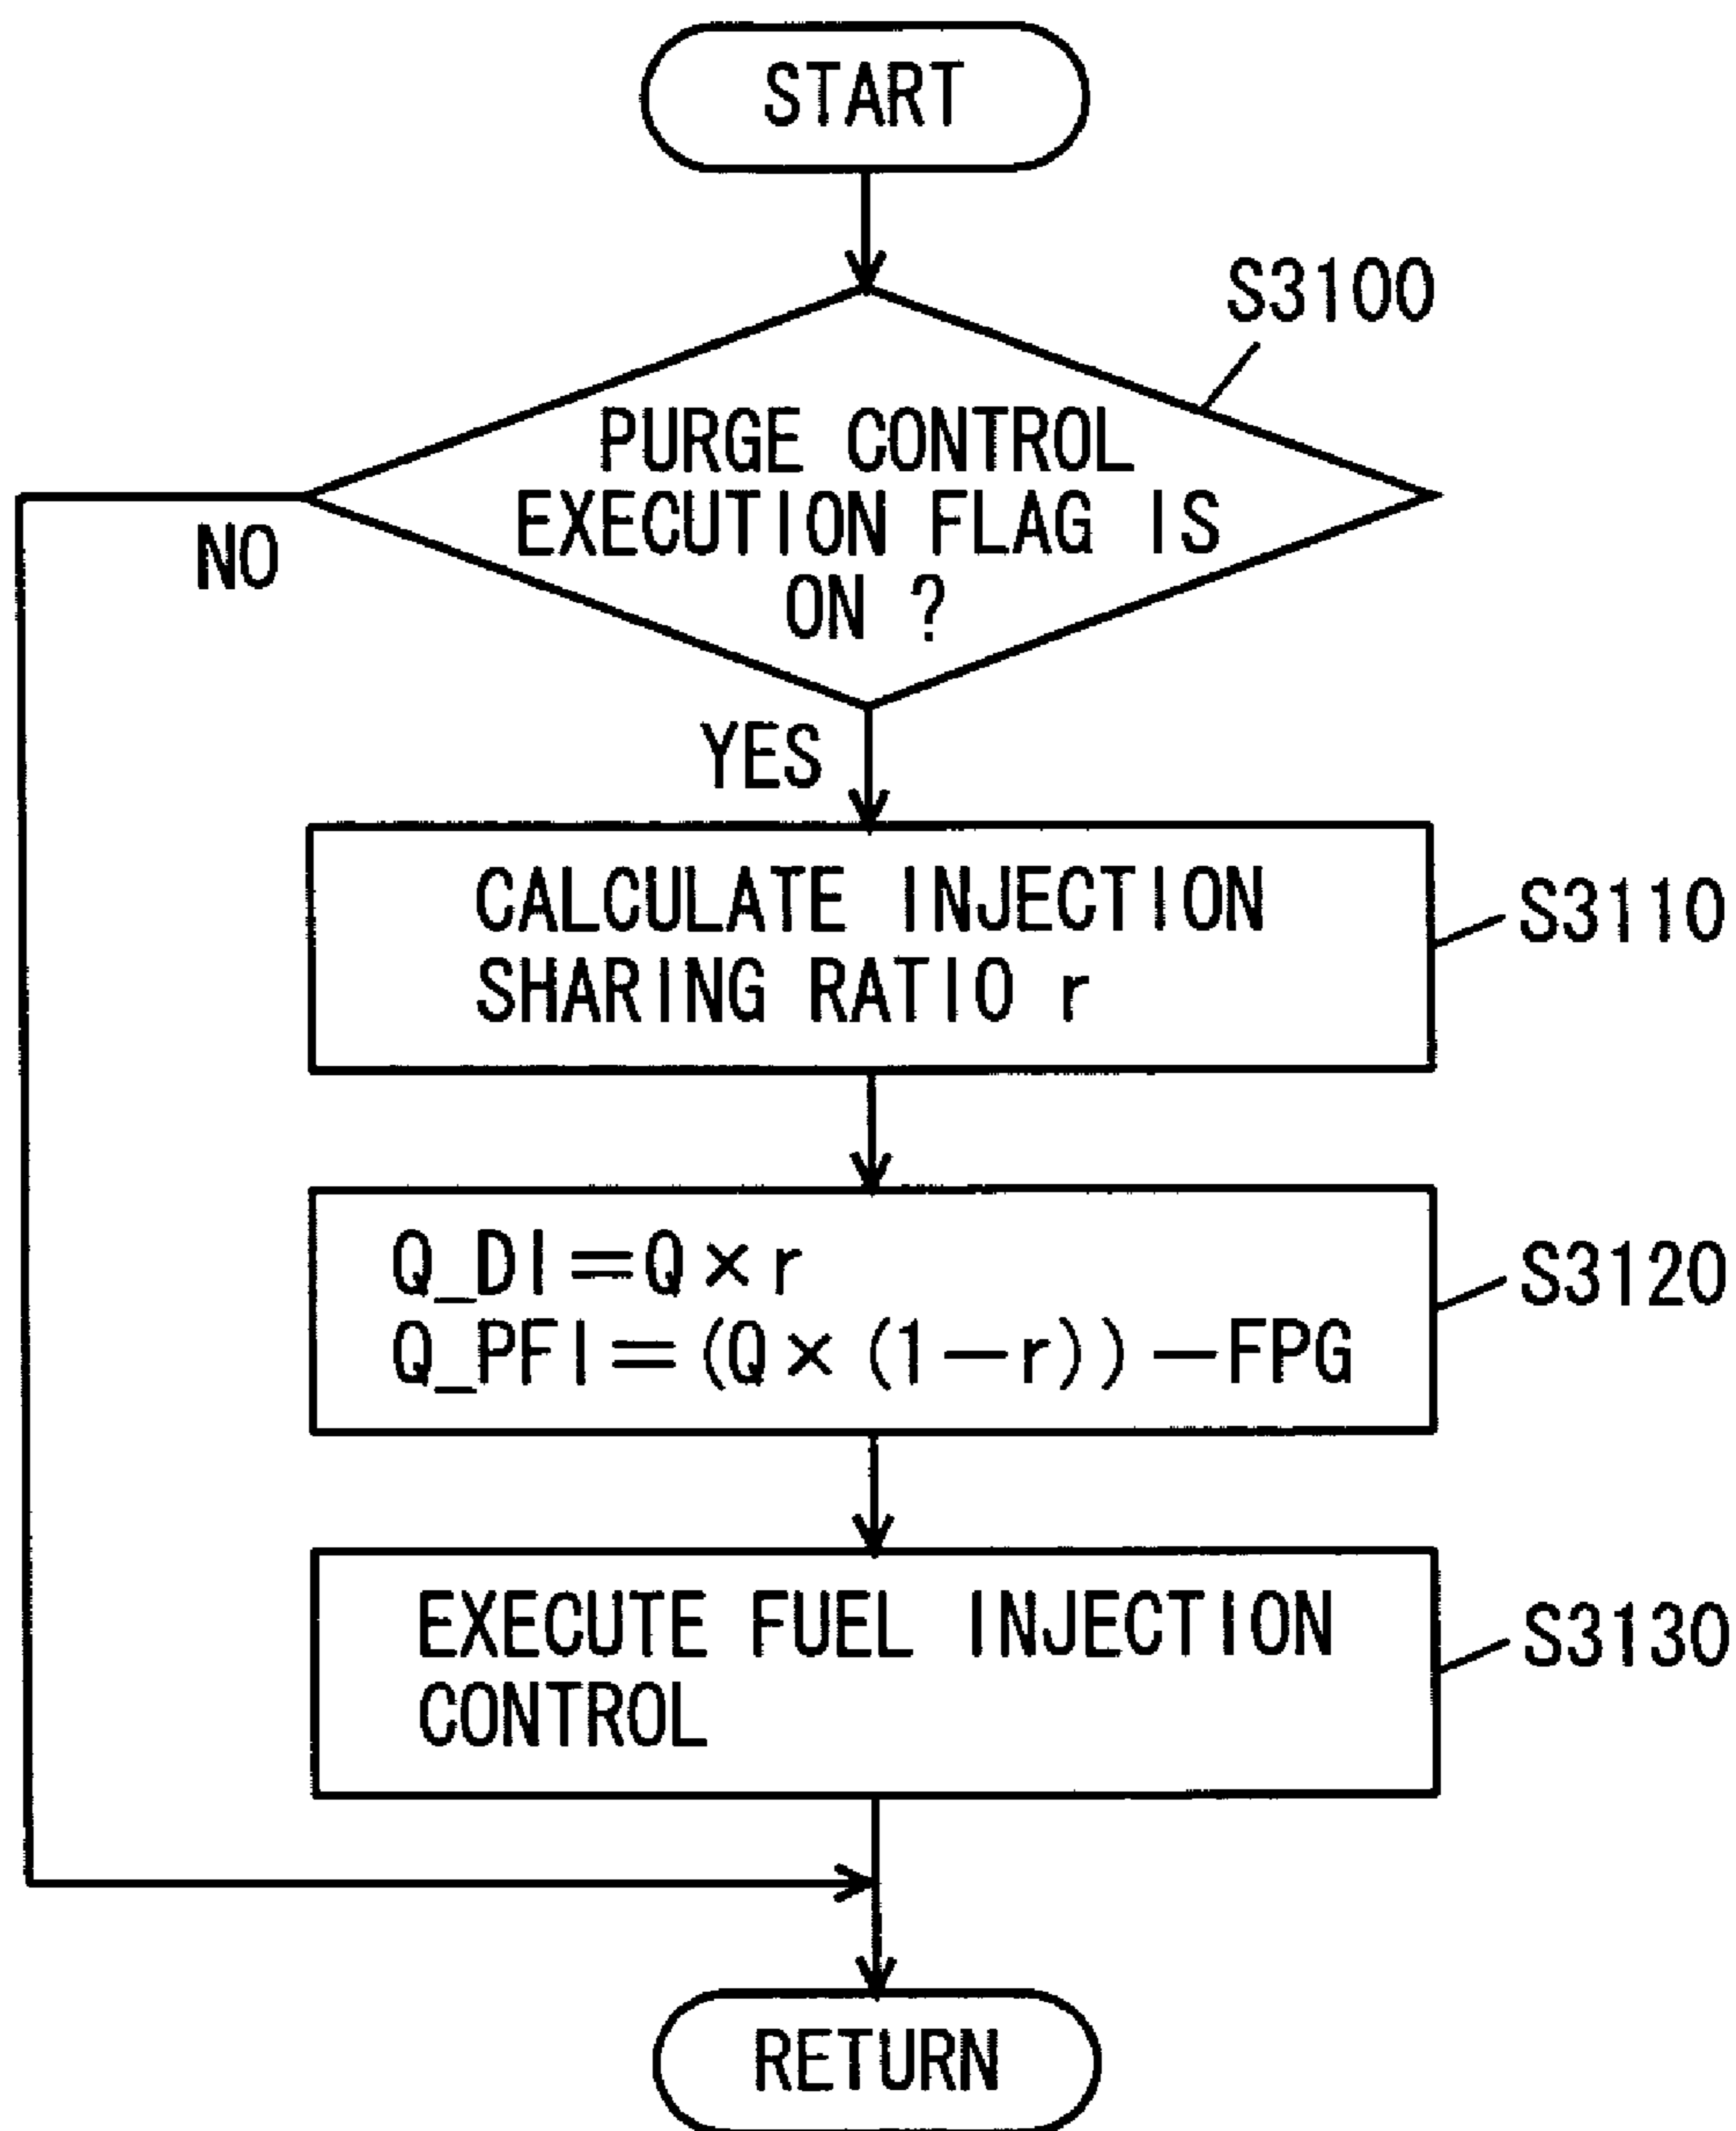 START
S3100
PURGE CONTROL
EXECUTION FLAG IS
ON ?
NO
YES
CALCULATE INJECTION
SHARING RATIO r
S3110
Q_DI=Q×r
Q_PFI=(Q×(1-r))-FPG
S3120
EXECUTE FUEL INJECTION
CONTROL
S3130
RETURN